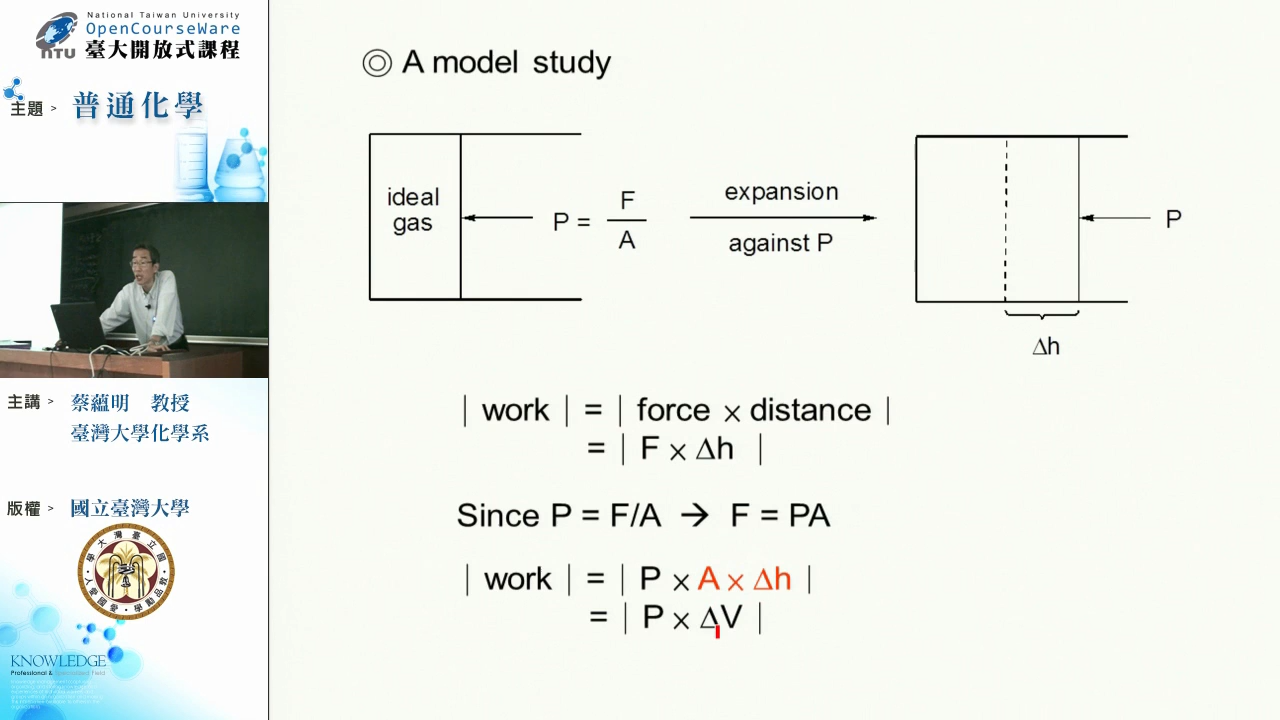 National Taiwan University
OpenCourseWare
NTU 臺大開放式課程
主題 > 普通化學
主講 > 蔡蘊明 教授
臺灣大學化學系
版權 > 國立臺灣大學
KNOWLEDGE
◎ A model study
ideal
gas
P = F / A
expansion
against P
P
Δh
| work | = | force × distance |
= | F × Δh |
Since P = F/A → F = PA
| work | = | P × A × Δh |
= | P × ΔV |